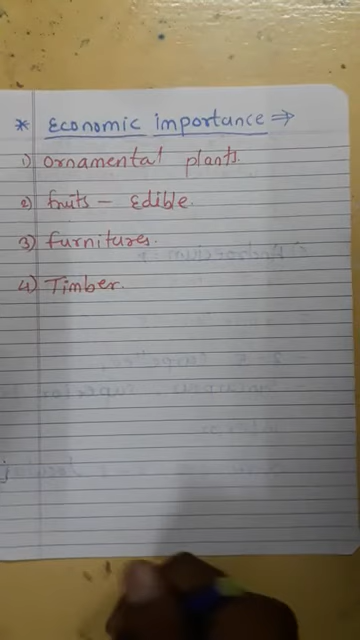 * Economic importance ⇒
1) Ornamental plants.
2) fruits - Edible.
3) furnitures.
4) Timber.